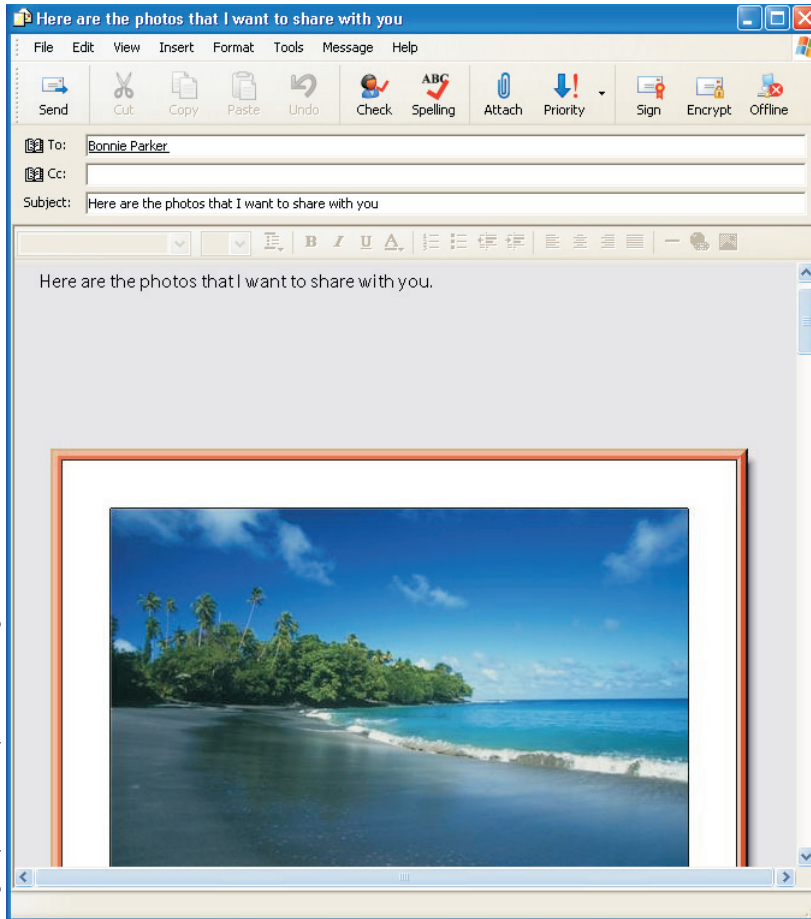 Here are the photos that I want to share with you
File Edit View Insert Format Tools Message Help
ABC
Send Cut Copy Paste Undo Check Spelling Attach Priority Sign Encrypt Offline
To: Bonnie Parker
Cc:
Subject: Here are the photos that I want to share with you
B I U A
Here are the photos that I want to share with you.